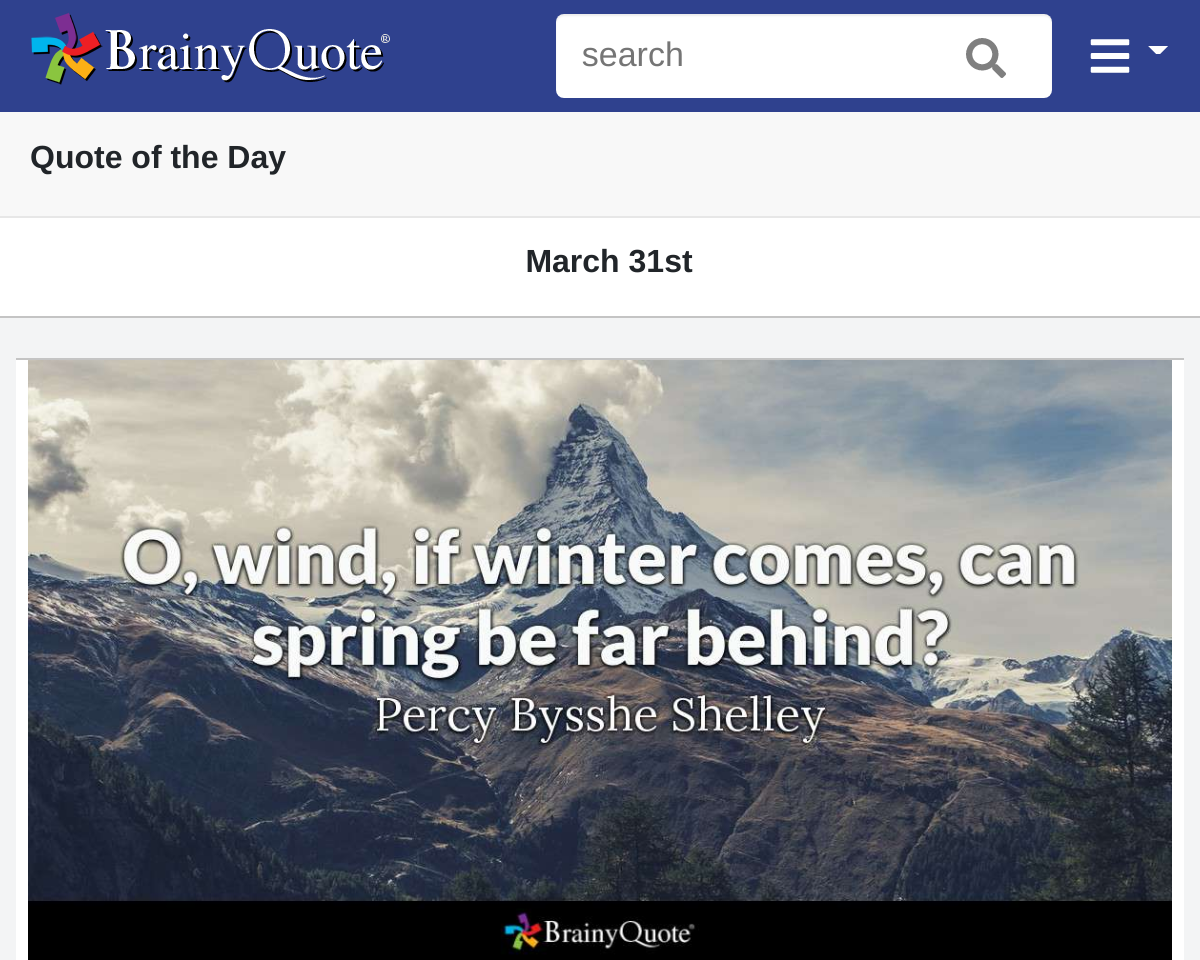 BrainyQuote®
search
Quote of the Day
March 31st
O, wind, if winter comes, can
spring be far behind?
Percy Bysshe Shelley
BrainyQuote®